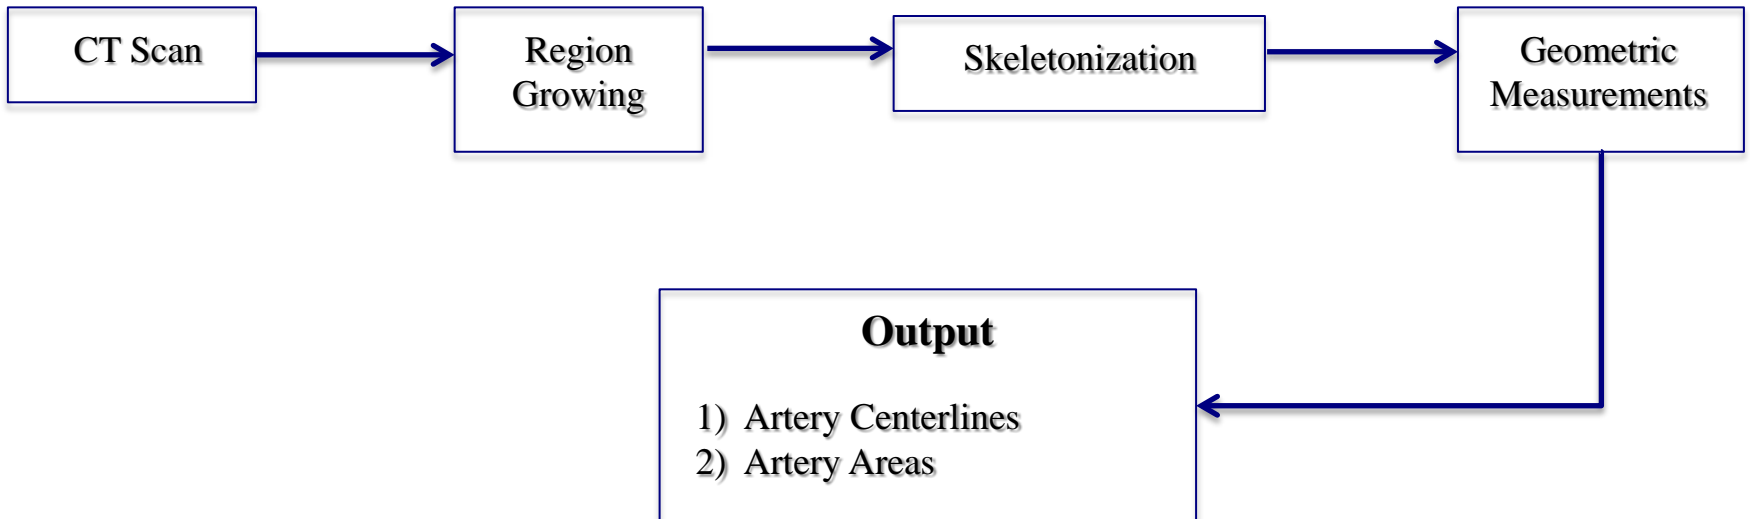 CT Scan
Region
Growing
Skeletonization
Geometric
Measurements
Output
1) Artery Centerlines
2) Artery Areas